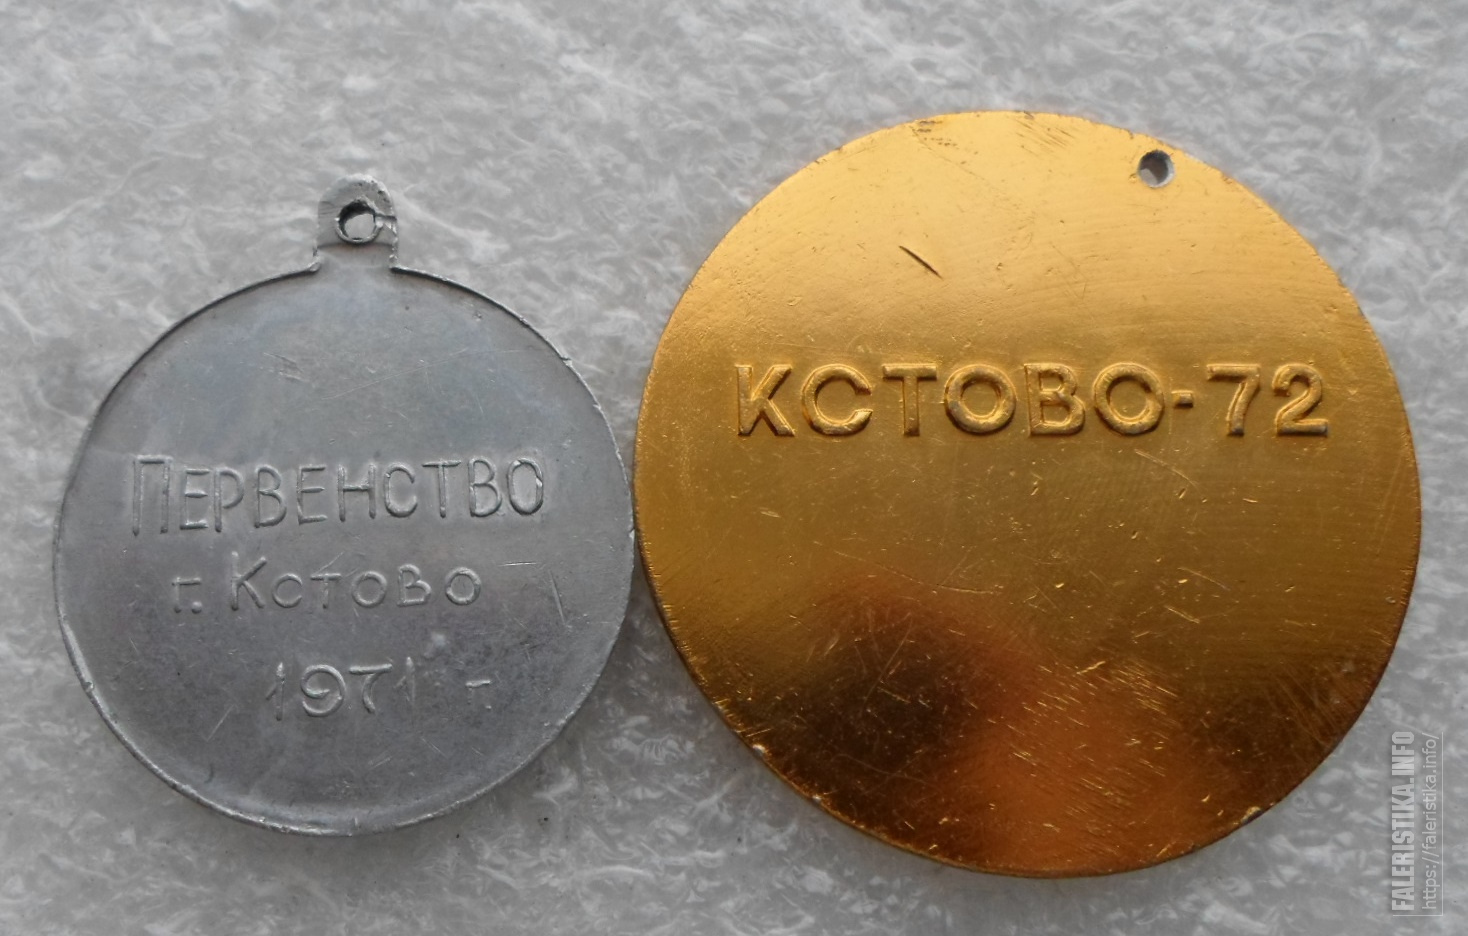 ПЕРВЕНСТВО
г. Кстово
1971 г
КСТОВО-72
FALERISTIKA.INFO
https://faleristika.info/